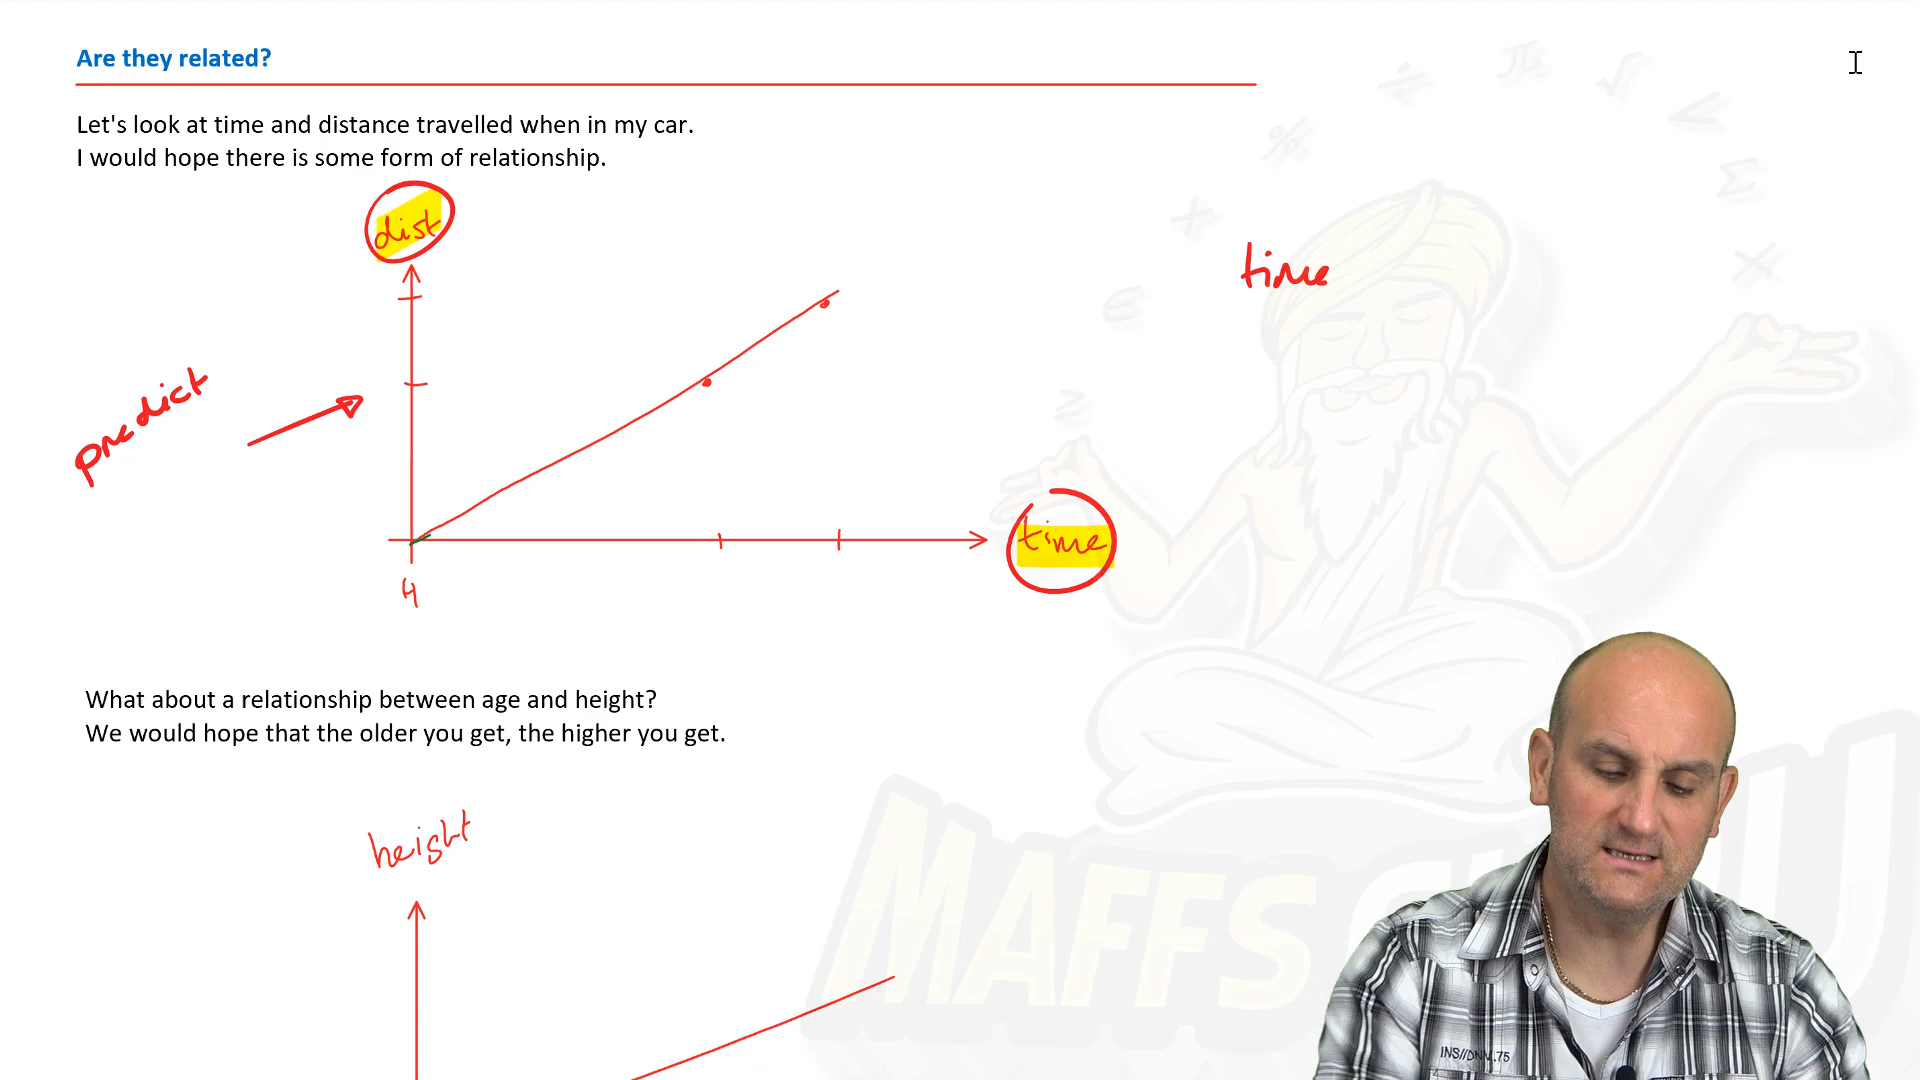 Are they related?
Let's look at time and distance travelled when in my car.
I would hope there is some form of relationship.
dist
time
predict
time
4
What about a relationship between age and height?
We would hope that the older you get, the higher you get.
height
MAFFS GURU